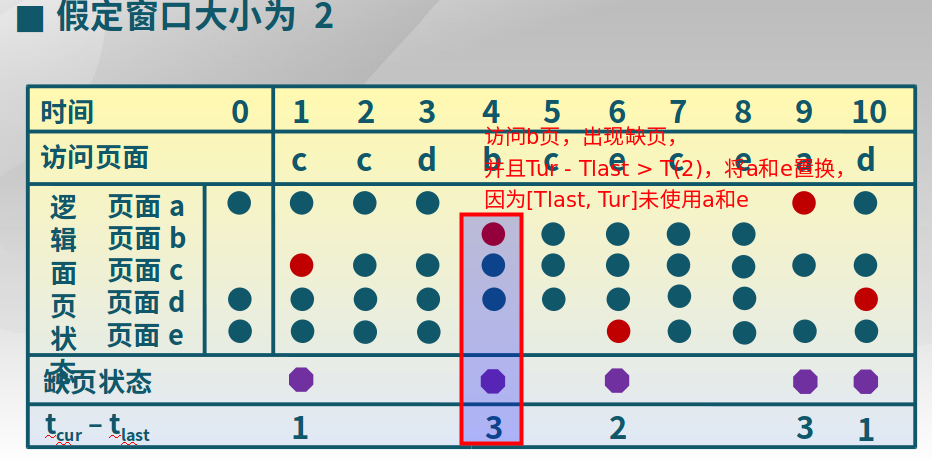 假定窗口大小为 2
时间 0 1 2 3 4 5 6 7 8 9 10
访问页面 c c d b c e c e a d
访问b页，出现缺页，
并且Tur - Tlast > T(2)，将a和e置换，
因为[Tlast, Tur]未使用a和e
逻辑页面状态
页面 a
页面 b
页面 c
页面 d
页面 e
缺页状态
tcur – tlast 1 3 2 3 1